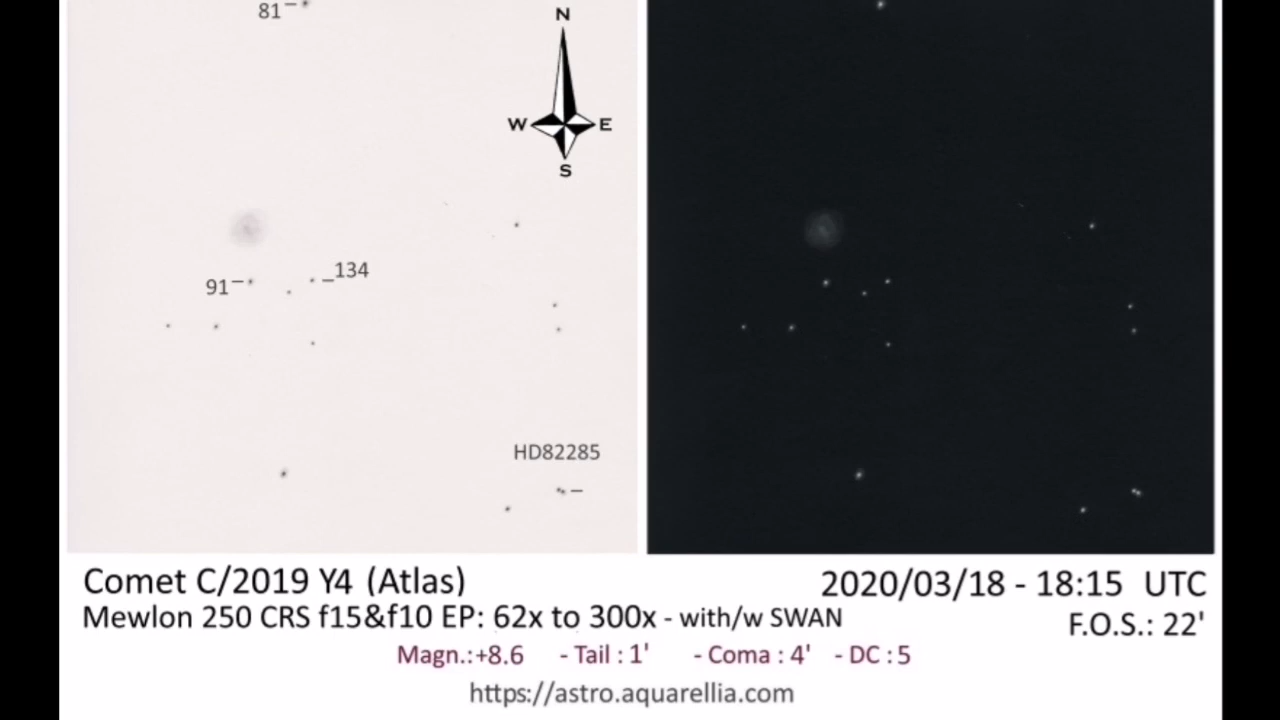 81
N
W E
S
134
91
HD82285
Comet C/2019 Y4 (Atlas)
2020/03/18 - 18:15 UTC
Mewlon 250 CRS f15&f10 EP: 62x to 300x - with/w SWAN
F.O.S.: 22'
Magn.:+8.6 - Tail : 1' - Coma : 4' - DC : 5
https://astro.aquarellia.com